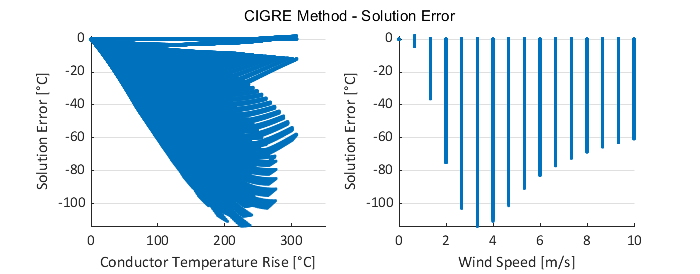 CIGRE Method - Solution Error
0
-20
-40
-60
-80
-100
Solution Error [°C]
0 100 200 300
Conductor Temperature Rise [°C]
0
-20
-40
-60
-80
-100
Solution Error [°C]
0 2 4 6 8 10
Wind Speed [m/s]